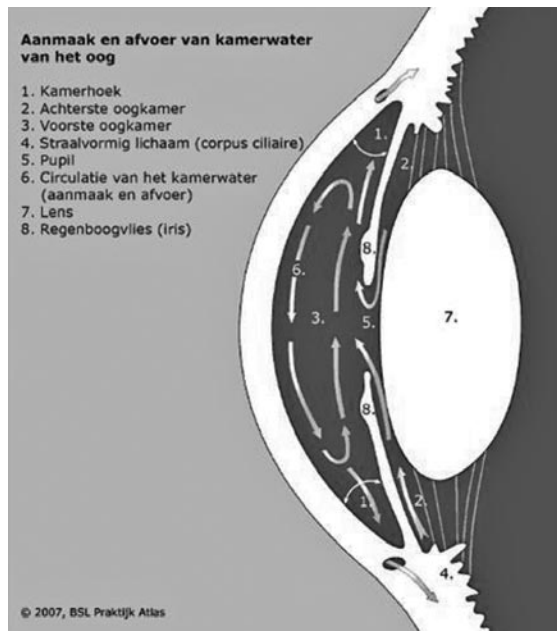 Aanmaak en afvoer van kamerwater
van het oog
1. Kamerhoek
2. Achterste oogkamer
3. Voorste oogkamer
4. Straalvormig lichaam (corpus ciliaire)
5. Pupil
6. Circulatie van het kamerwater
(aanmaak en afvoer)
7. Lens
8. Regenboogvlies (iris)
1.
2.
8.
6.
3.
5.
7.
8.
1.
2.
4.
© 2007, BSL Praktijk Atlas